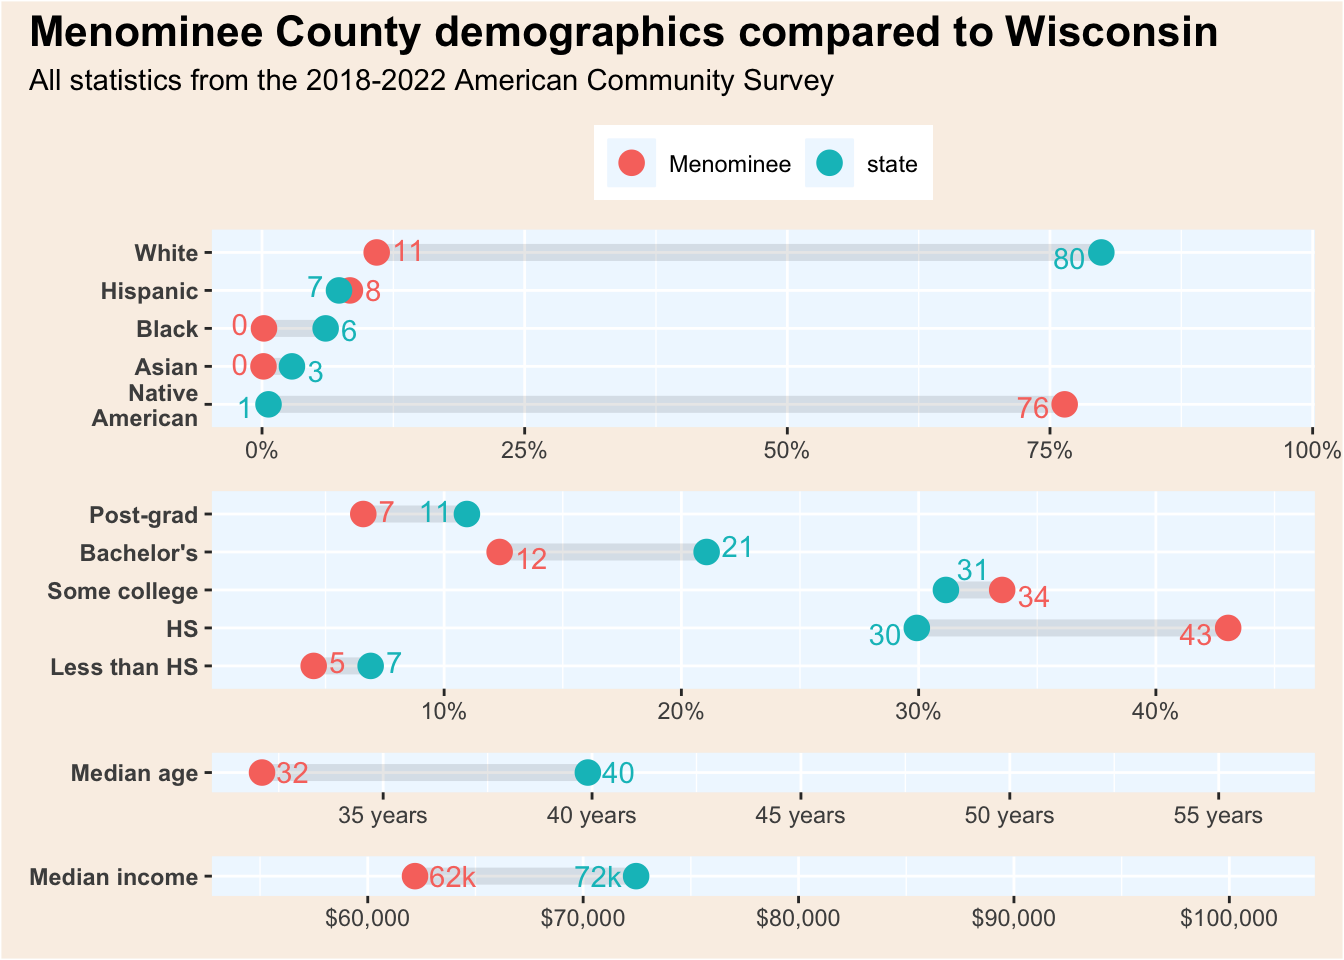 Menominee County demographics compared to Wisconsin
All statistics from the 2018-2022 American Community Survey
Menominee state
White 11 80
Hispanic 7 8
Black 0 6
Asian 0 3
Native
American 1 76
0% 25% 50% 75% 100%
Post-grad 7 11
Bachelor's 12 21
Some college 31 34
HS 30 43
Less than HS 5 7
10% 20% 30% 40%
Median age 32 40
35 years 40 years 45 years 50 years 55 years
Median income 62k 72k
$60,000 $70,000 $80,000 $90,000 $100,000